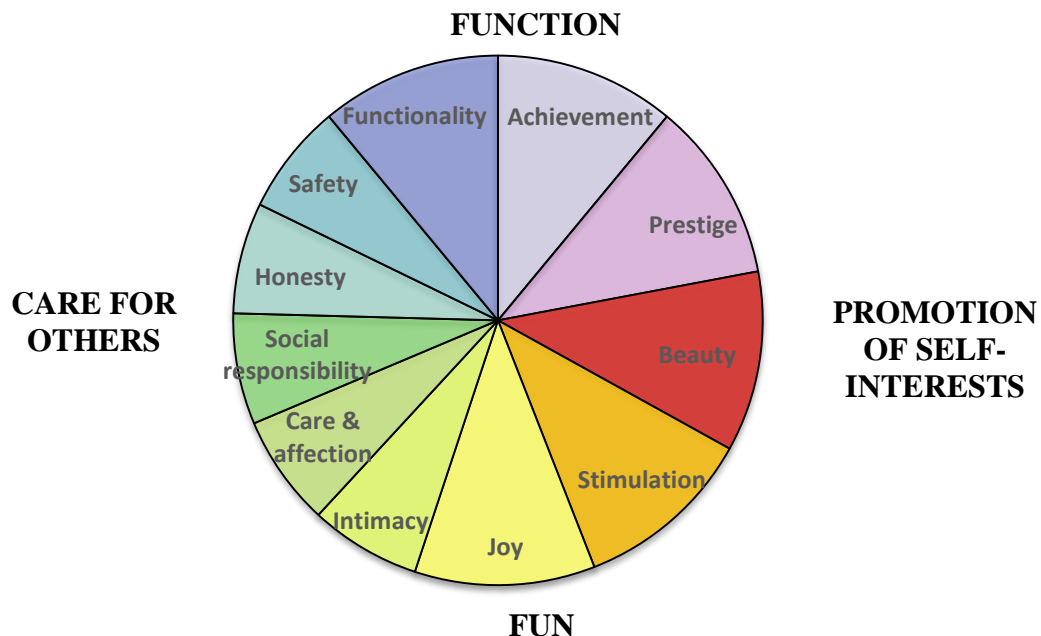 FUNCTION
Functionality
Achievement
Safety
Prestige
Honesty
CARE FOR
OTHERS
PROMOTION
OF SELF-
INTERESTS
Social
responsibility
Beauty
Care &
affection
Stimulation
Intimacy
Joy
FUN